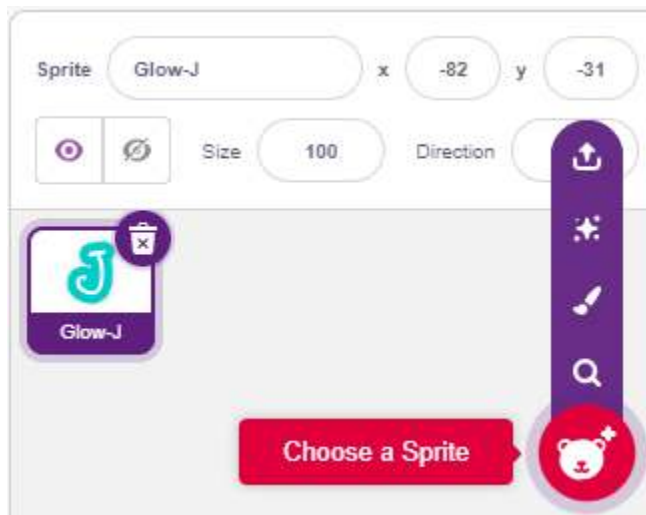 Sprite Glow-J x -82 y -31
Size 100 Direction
J
Glow-J
Choose a Sprite